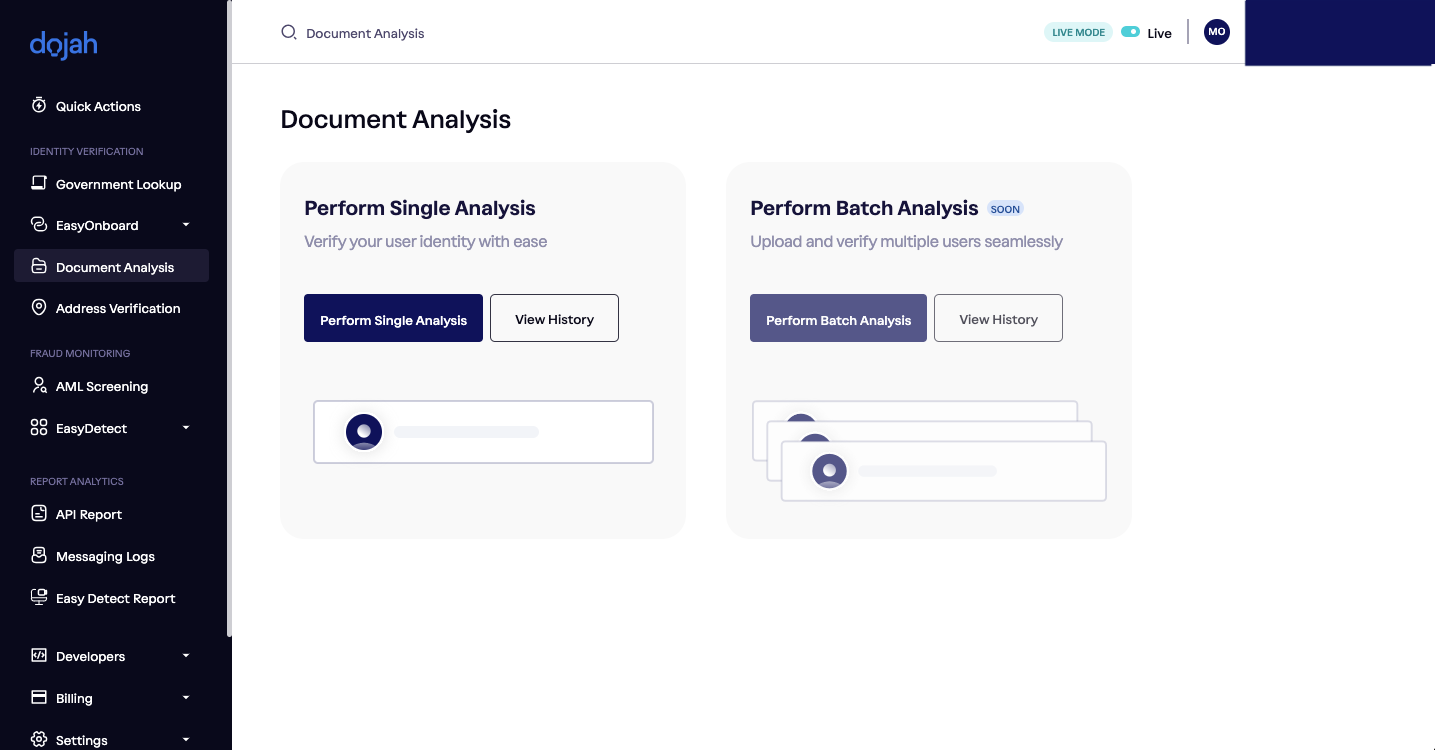 dojah
Quick Actions
IDENTITY VERIFICATION
Government Lookup
EasyOnboard
Document Analysis
Address Verification
FRAUD MONITORING
AML Screening
EasyDetect
REPORT ANALYTICS
API Report
Messaging Logs
Easy Detect Report
Developers
Billing
Settings
Document Analysis
LIVE MODE
Live
MO
Document Analysis
Perform Single Analysis
Verify your user identity with ease
Perform Single Analysis
View History
Perform Batch Analysis SOON
Upload and verify multiple users seamlessly
Perform Batch Analysis
View History